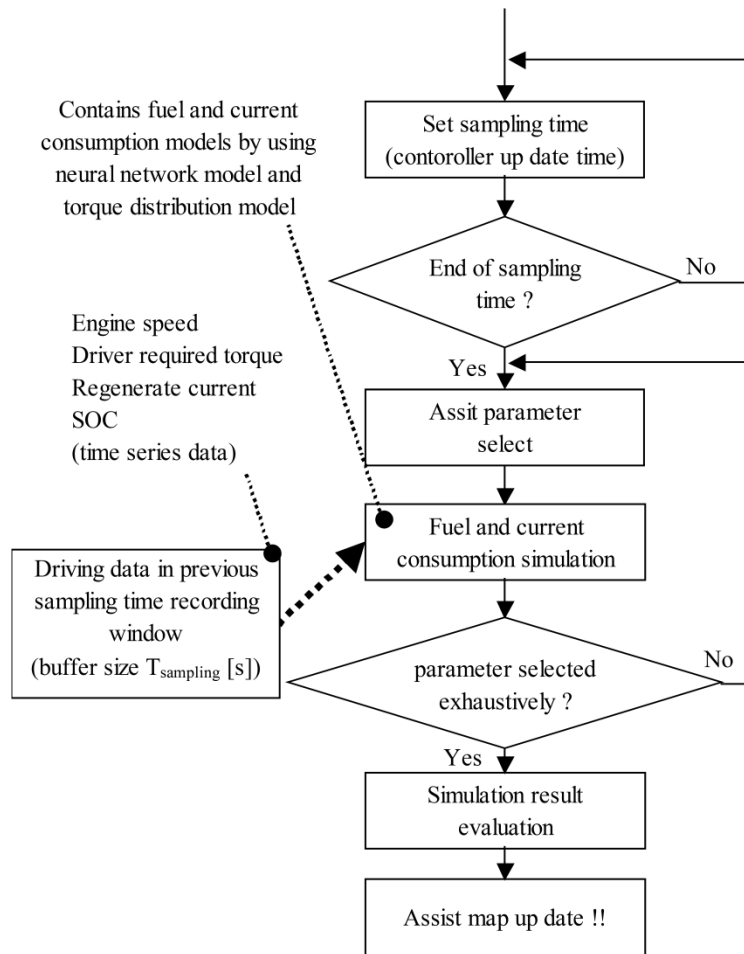 Contains fuel and current
consumption models by using
neural network model and
torque distribution model
Set sampling time
(contoroller up date time)
End of sampling
time ?
No
Engine speed
Driver required torque
Regenerate current
SOC
(time series data)
Yes
Assit parameter
select
Fuel and current
consumption simulation
Driving data in previous
sampling time recording
window
(buffer size Tsampling [s])
parameter selected
exhaustively ?
No
Yes
Simulation result
evaluation
Assist map up date !!